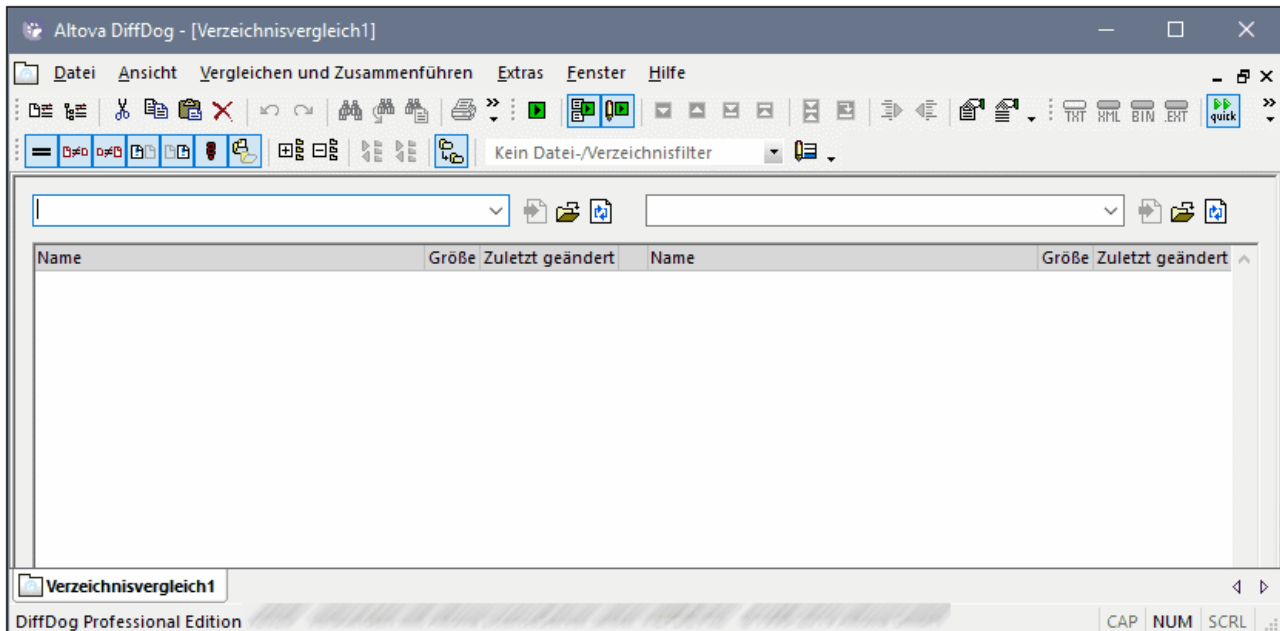 Altova DiffDog - [Verzeichnisvergleich1]
Datei Ansicht Vergleichen und Zusammenführen Extras Fenster Hilfe
TXT XML BIN .EXT quick
Kein Datei-/Verzeichnisfilter
Name Größe Zuletzt geändert Name Größe Zuletzt geändert
Verzeichnisvergleich1
DiffDog Professional Edition CAP NUM SCRL